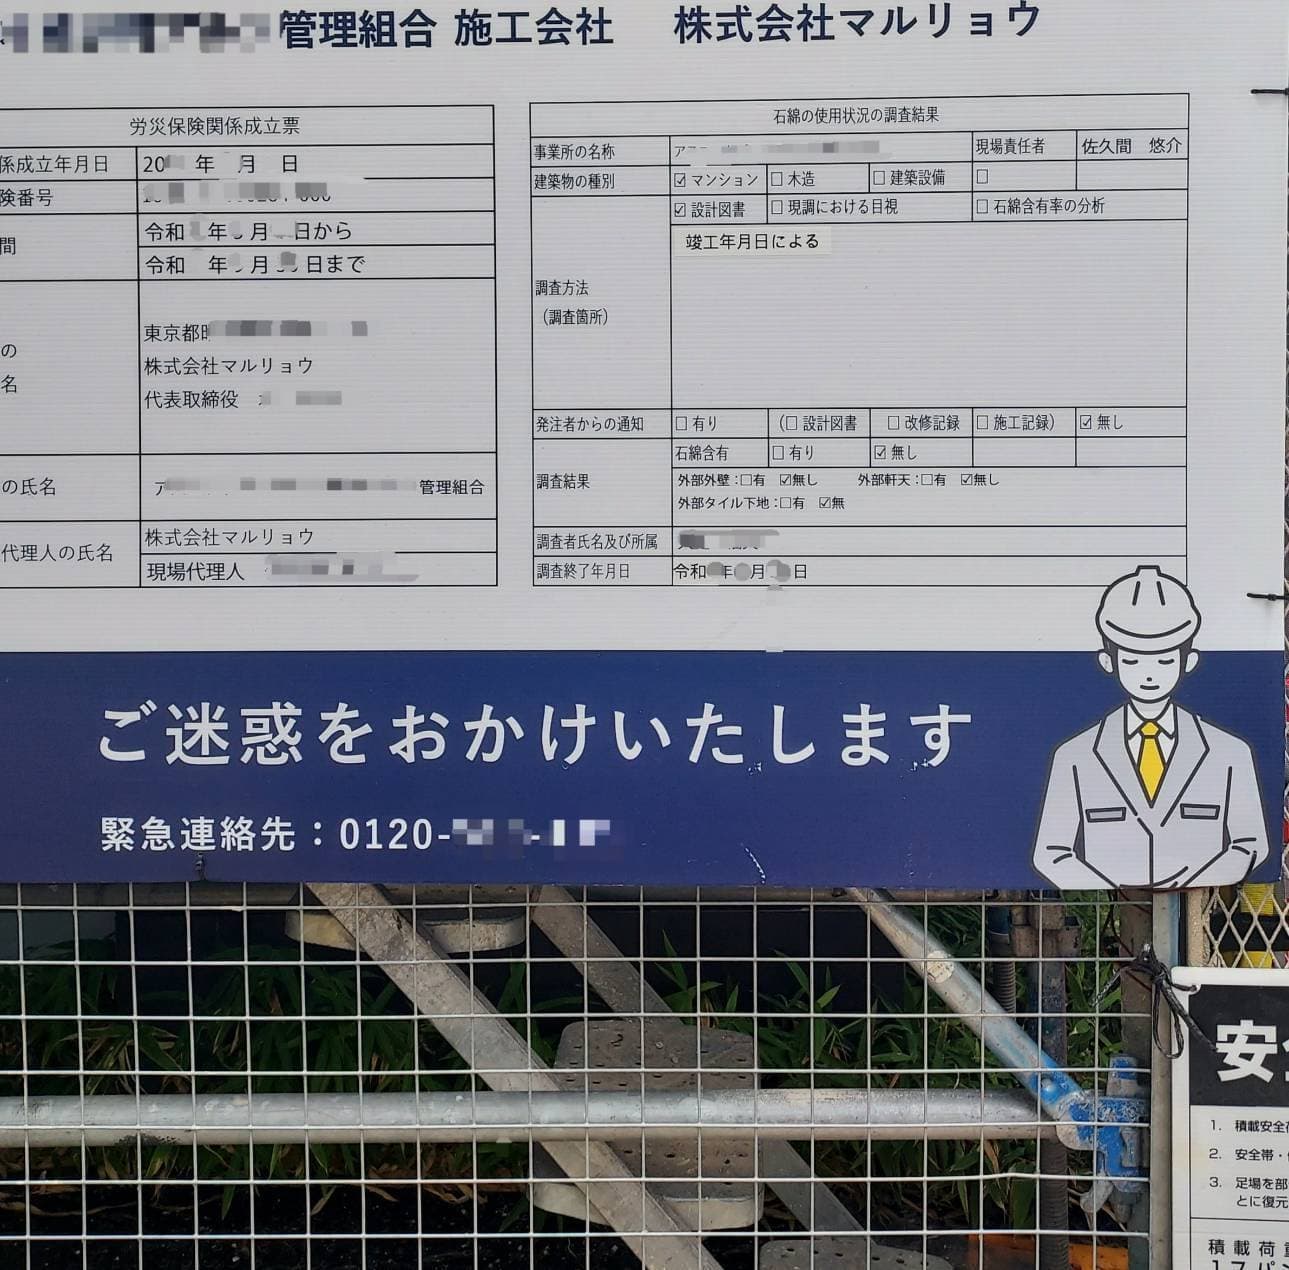 管理組合 施工会社 株式会社マルリョウ
労災保険関係成立票
係成立年月日 20 年 月 日
険番号
間 令和 年 月 日から
令和 年 月 日まで
東京都
の
名
株式会社マルリョウ
代表取締役
の氏名 管理組合
代理人の氏名 株式会社マルリョウ
現場代理人
石綿の使用状況の調査結果
事業所の名称 現場責任者 佐久間 悠介
建築物の種別 ☑マンション □木造 □建築設備 □
調査方法
(調査箇所)
☑設計図書 □現調における目視 □石綿含有率の分析
竣工年月日による
発注者からの通知 □有り (□設計図書 □改修記録 □施工記録) ☑無し
調査結果
石綿含有 □有り ☑無し
外部外壁:□有 ☑無し 外部軒天:□有 ☑無し
外部タイル下地:□有 ☑無
調査者氏名及び所属
調査終了年月日 令和 年 月 日
ご迷惑をおかけいたします
緊急連絡先:0120-
安
1. 積載安全
2. 安全帯・
3. 足場を部
とに復元
積載荷
1スパン